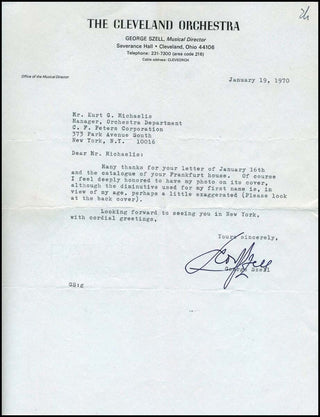 THE CLEVELAND ORCHESTRA
GEORGE SZELL, Musical Director
Severance Hall • Cleveland, Ohio 44106
Telephone: 231-7300 (area code 216)
Cable address: CLEVEORCH
Office of the Musical Director
January 19, 1970
Mr. Kurt G. Michaelis
Manager, Orchestra Department
C. F. Peters Corporation
373 Park Avenue South
New York, N.Y. 10016
Dear Mr. Michaelis:
Many thanks for your letter of January 16th
and the catalogue of your Frankfurt house. Of course
I feel deeply honored to have my photo on its cover,
although the diminutive used for my first name is, in
view of my age, perhaps a little exaggerated (Please look
at the back cover).
Looking forward to seeing you in New York,
with cordial greetings,
Yours sincerely,
George Szell
GS:g